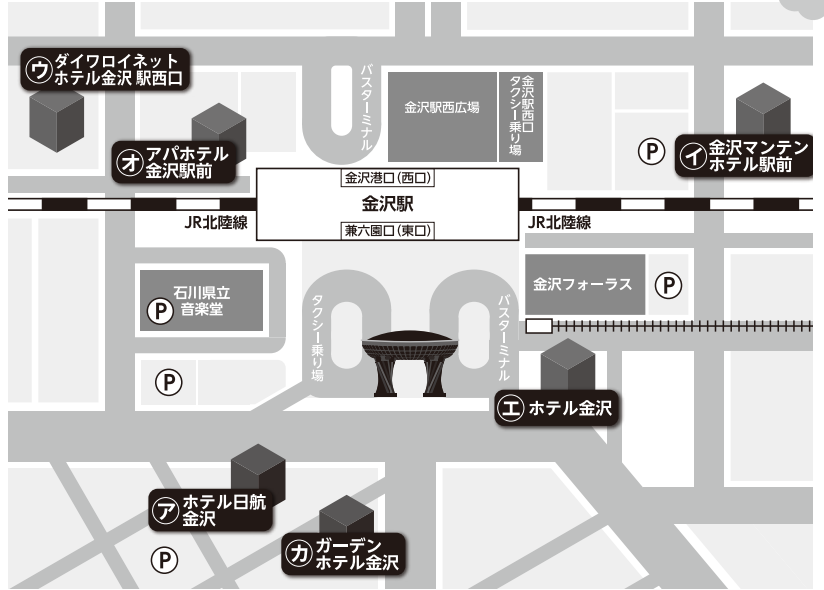 ウ ダイワロイネット
ホテル金沢 駅西口
オ アパホテル
金沢駅前
バスターミナル
金沢駅西広場
金沢駅西口
タクシー乗り場
P
イ 金沢マンテン
ホテル駅前
金沢港口(西口)
金沢駅
兼六園口(東口)
JR北陸線
JR北陸線
石川県立
音楽堂
P
タクシー乗り場
バスターミナル
金沢フォーラス
P
P
エ ホテル金沢
ア ホテル日航
金沢
カ ガーデン
ホテル金沢
P